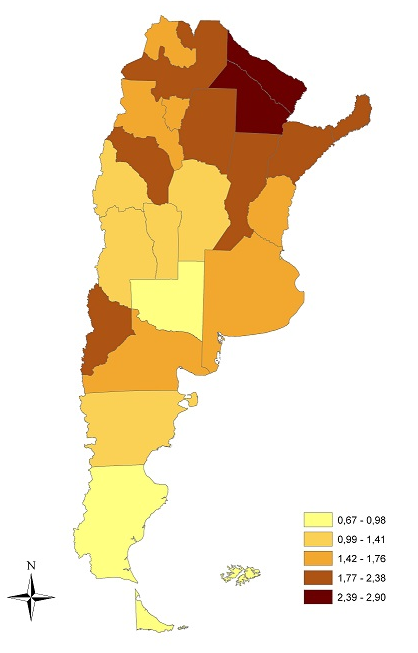 0,67 - 0,98
0,99 - 1,41
1,42 - 1,76
1,77 - 2,38
2,39 - 2,90
N